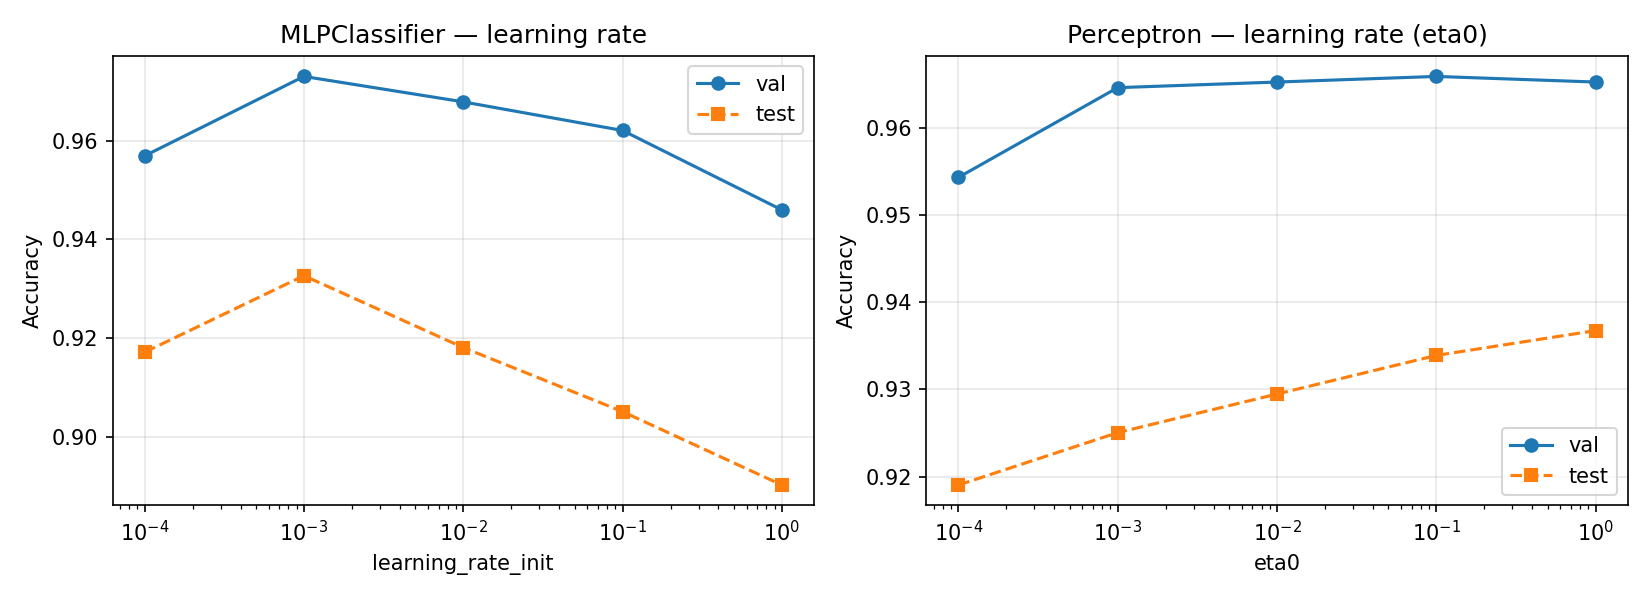 MLPClassifier — learning rate
val
test
Accuracy
0.96
0.94
0.92
0.90
10⁻⁴ 10⁻³ 10⁻² 10⁻¹ 10⁰
learning_rate_init
Perceptron — learning rate (eta0)
Accuracy
0.96
0.95
0.94
0.93
0.92
val
test
10⁻⁴ 10⁻³ 10⁻² 10⁻¹ 10⁰
eta0